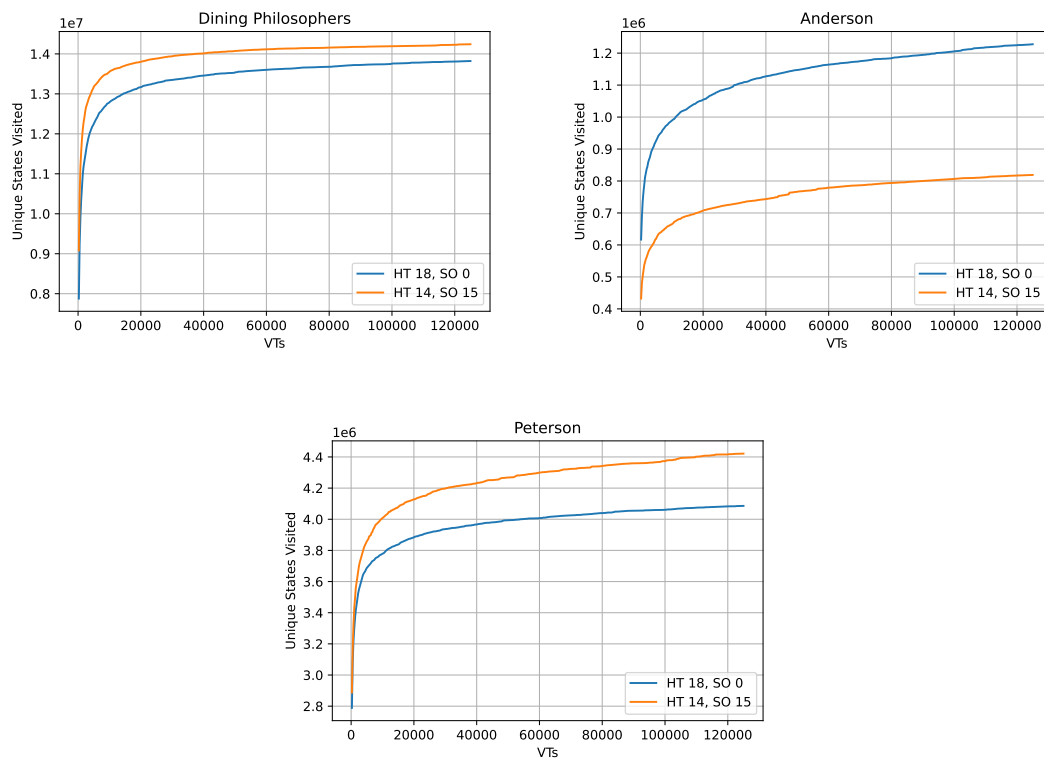 Dining Philosophers
1e7
1.4
1.3
1.2
1.1
1.0
0.9
0.8
Unique States Visited
0 20000 40000 60000 80000 100000 120000
VTs
HT 18, SO 0
HT 14, SO 15
Anderson
1e6
1.2
1.1
1.0
0.9
0.8
0.7
0.6
0.5
0.4
Unique States Visited
0 20000 40000 60000 80000 100000 120000
VTs
HT 18, SO 0
HT 14, SO 15
Peterson
1e6
4.4
4.2
4.0
3.8
3.6
3.4
3.2
3.0
2.8
Unique States Visited
0 20000 40000 60000 80000 100000 120000
VTs
HT 18, SO 0
HT 14, SO 15